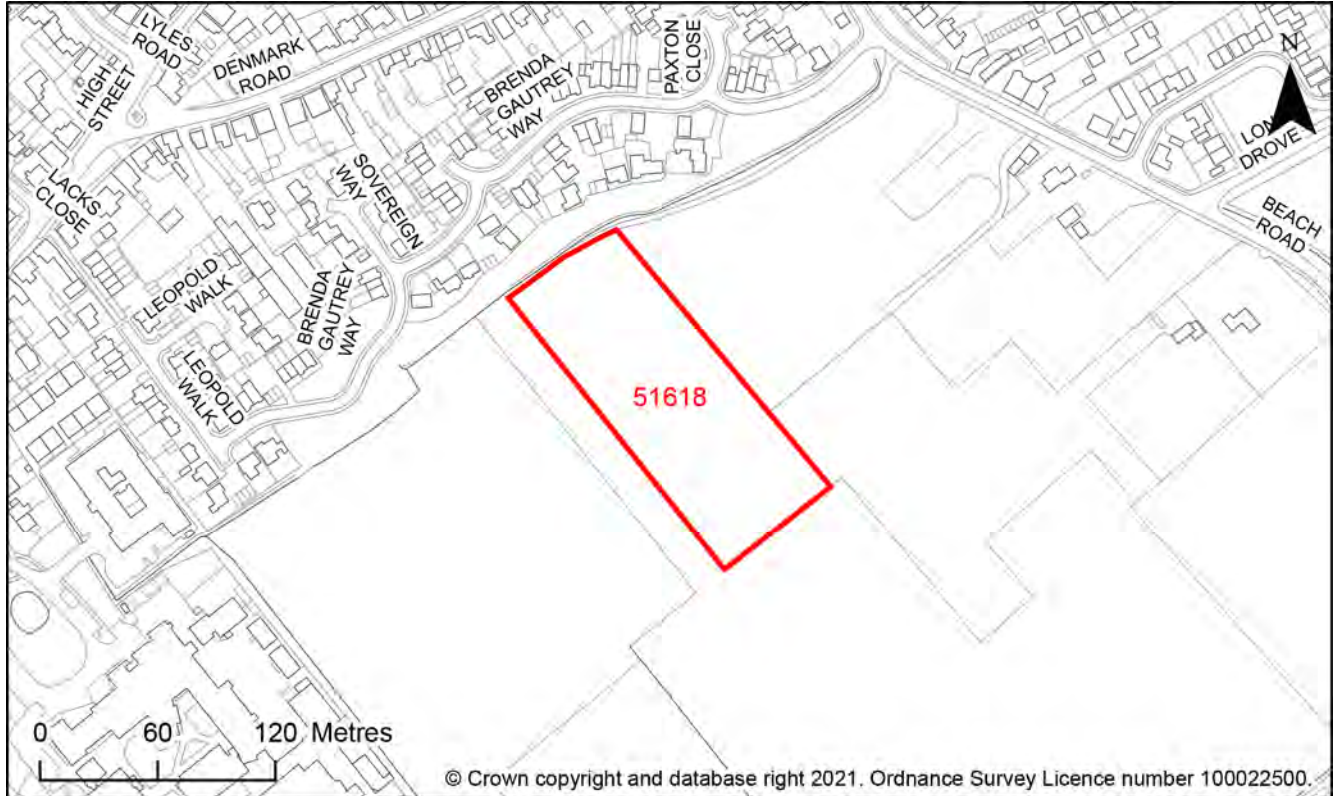 LYLES
ROAD
HIGH
STREET
DENMARK
ROAD
BRENDA
GAUTREY
WAY
PAXTON
CLOSE
N
LONG
DROVE
BEACH
ROAD
LACKS
CLOSE
SOVEREIGN
WAY
LEOPOLD
WALK
BRENDA
GAUTREY
WAY
LEOPOLD
WALK
51618
0 60 120 Metres
© Crown copyright and database right 2021. Ordnance Survey Licence number 100022500.